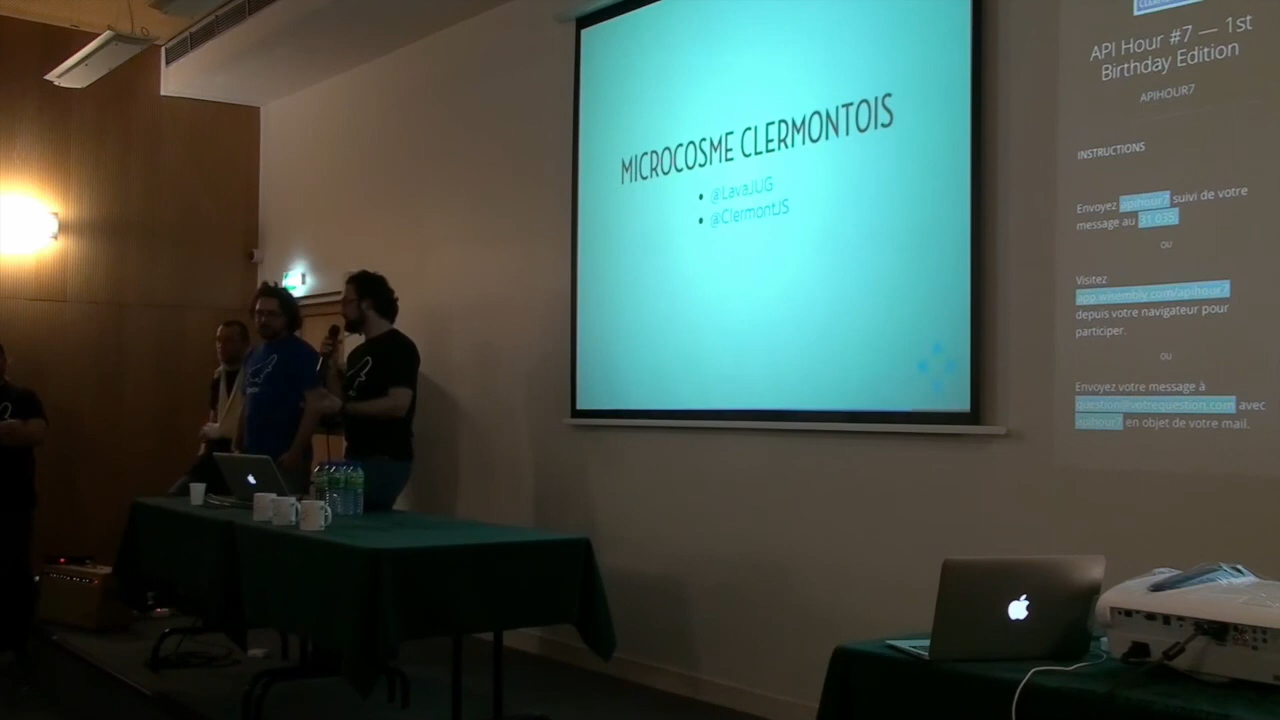 MICROCOSME CLERMONTOIS
• @LavaJUG
• @ClermontJS
API Hour #7 — 1st
Birthday Edition
APIHOUR7
INSTRUCTIONS
Envoyez apihour7 suivi de votre
message au 31 035
ou
Visitez
app.wisembly.com/apihour7
depuis votre navigateur pour
participer.
ou
Envoyez votre message à
question@votrequestion.com avec
apihour7 en objet de votre mail.